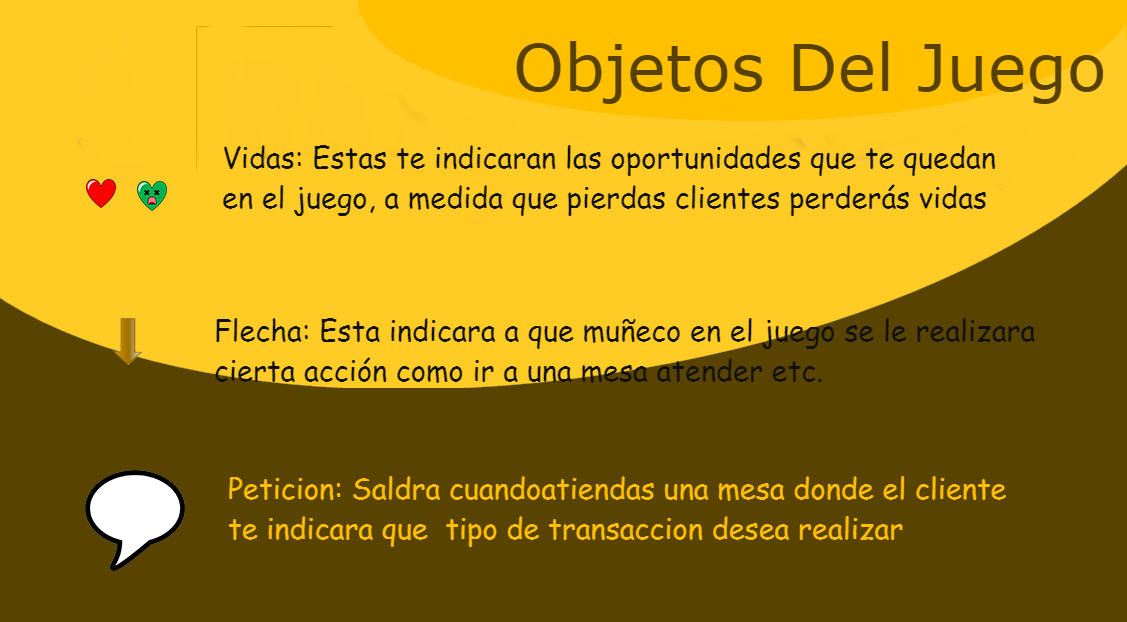 Objetos Del Juego
Vidas: Estas te indicaran las oportunidades que te quedan
en el juego, a medida que pierdas clientes perderás vidas
Flecha: Esta indicara a que muñeco en el juego se le realizara
cierta acción como ir a una mesa atender etc.
Peticion: Saldra cuandoatiendas una mesa donde el cliente
te indicara que  tipo de transaccion desea realizar